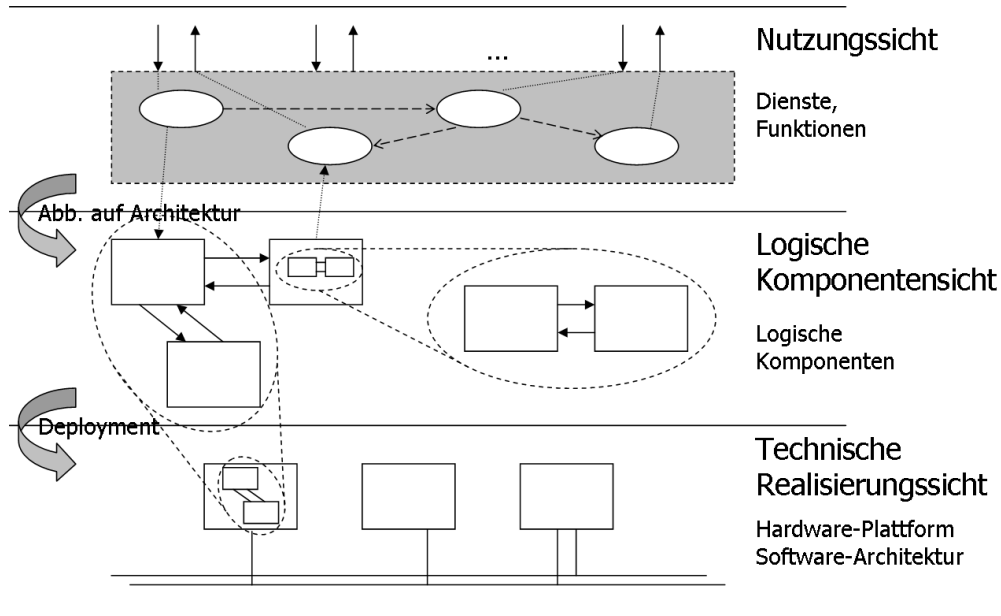 ...
Nutzungssicht
Dienste,
Funktionen
Abb. auf Architektur
Logische
Komponentensicht
Logische
Komponenten
Deployment
Technische
Realisierungssicht
Hardware-Plattform
Software-Architektur